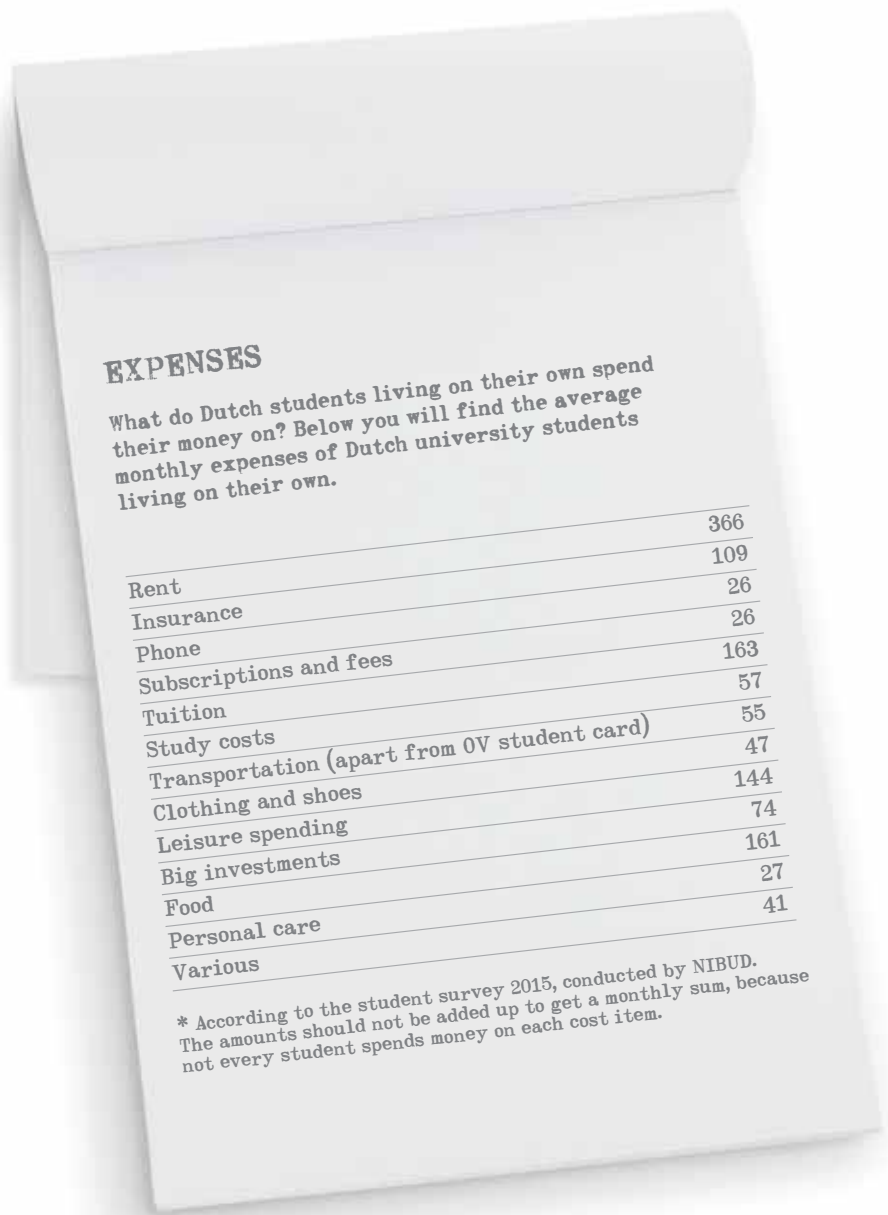 EXPENSES
What do Dutch students living on their own spend
their money on? Below you will find the average
monthly expenses of Dutch university students
living on their own.
Rent 366
Insurance 109
Phone 26
Subscriptions and fees 26
Tuition 163
Study costs 57
Transportation (apart from OV student card) 55
Clothing and shoes 47
Leisure spending 144
Big investments 74
Food 161
Personal care 27
Various 41
* According to the student survey 2015, conducted by NIBUD.
The amounts should not be added up to get a monthly sum, because
not every student spends money on each cost item.